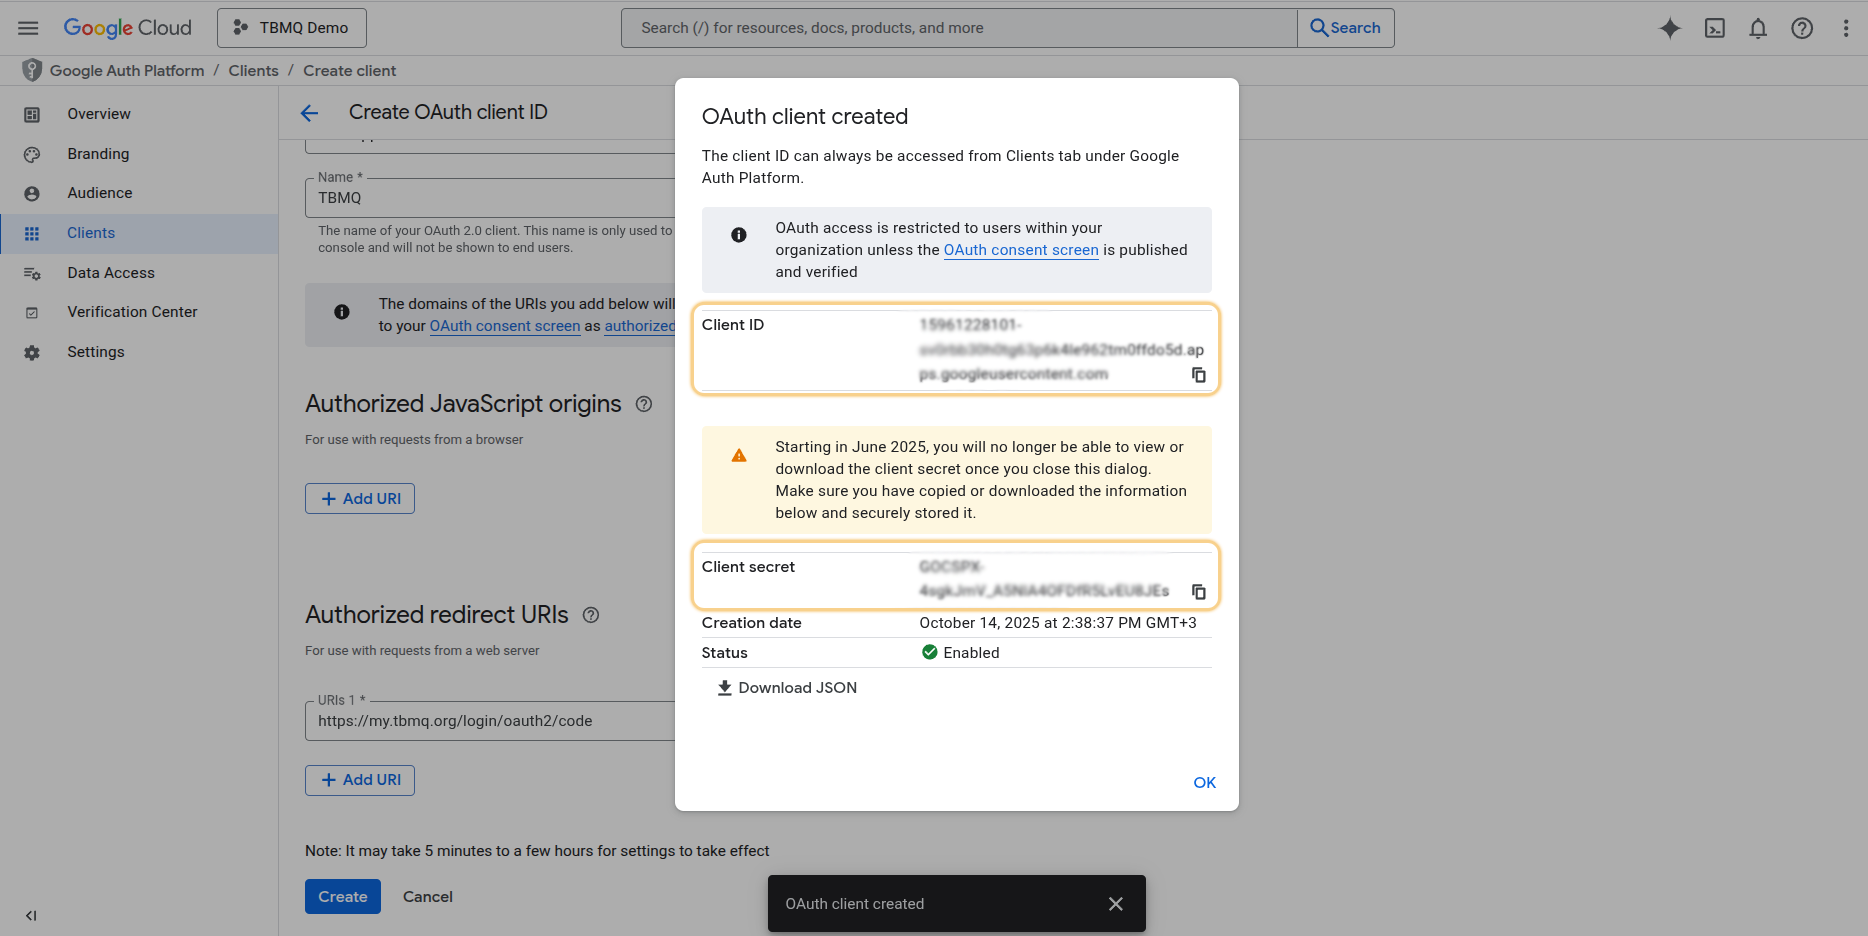 Google Cloud
TBMQ Demo
Search (/) for resources, docs, products, and more
Search
Google Auth Platform / Clients / Create client
Overview
Branding
Audience
Clients
Data Access
Verification Center
Settings
Create OAuth client ID
Name *
TBMQ
The name of your OAuth 2.0 client. This name is only used to
console and will not be shown to end users.
The domains of the URIs you add below will
to your OAuth consent screen as authorized
Authorized JavaScript origins
For use with requests from a browser
Add URI
Authorized redirect URIs
For use with requests from a web server
URIs 1 *
https://my.tbmq.org/login/oauth2/code
Add URI
Note: It may take 5 minutes to a few hours for settings to take effect
Create
Cancel
OAuth client created
The client ID can always be accessed from Clients tab under Google
Auth Platform.
OAuth access is restricted to users within your
organization unless the OAuth consent screen is published
and verified
Client ID
Starting in June 2025, you will no longer be able to view or
download the client secret once you close this dialog.
Make sure you have copied or downloaded the information
below and securely stored it.
Client secret
Creation date October 14, 2025 at 2:38:37 PM GMT+3
Status Enabled
Download JSON
OK
OAuth client created